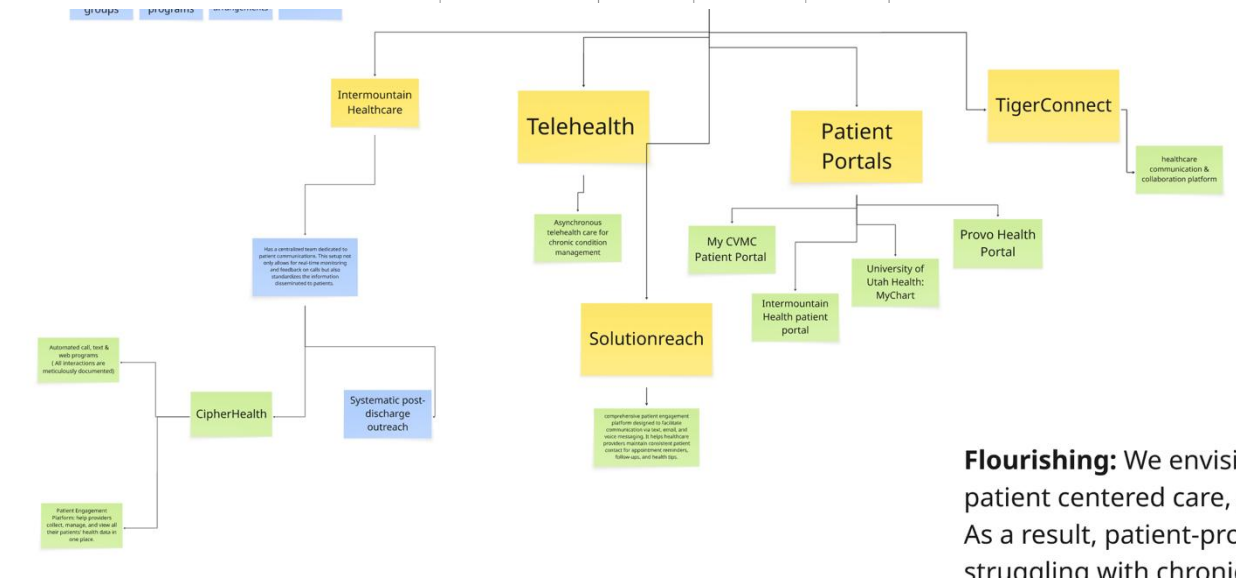 groups
programs
arrangements
Intermountain
Healthcare
Telehealth
Patient
Portals
TigerConnect
healthcare
communication &
collaboration platform
Has a centralized team dedicated to
patient communications. This setup not
only allows for real-time monitoring
and feedback on calls but also
standardizes the information
disseminated to patients.
Asynchronous
telehealth care for
chronic condition
management
My CVMC
Patient Portal
Intermountain
Health patient
portal
University of
Utah Health:
MyChart
Provo Health
Portal
Solutionreach
comprehensive patient engagement
platform designed to facilitate
communication via text, email, and
voice messaging. It helps healthcare
providers maintain consistent patient
contact for appointment reminders,
follow-ups, and health tips.
Automated call, text &
web programs
( All interactions are
meticulously documented)
CipherHealth
Systematic post-
discharge
outreach
Patient Engagement
Platform: help providers
collect, manage, and view all
their patients' health data in
one place.
Flourishing: We envisi
patient centered care,
As a result, patient-pro
struggling with chronic